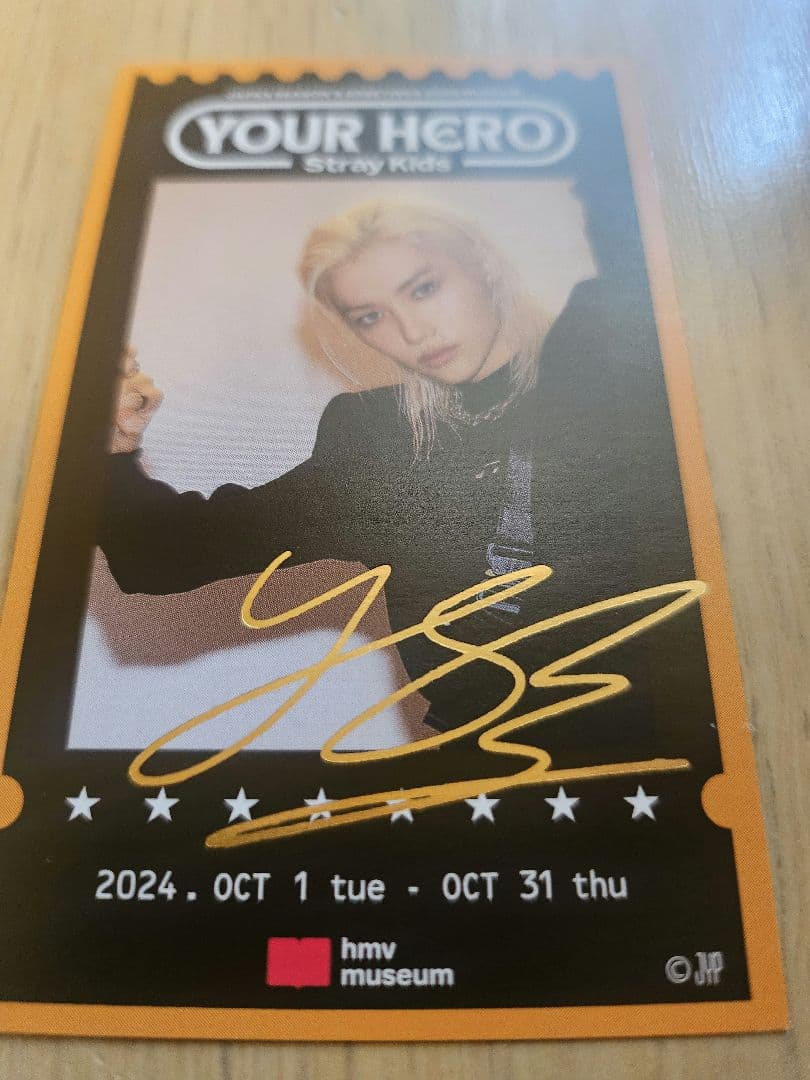 YOUR HERO
Stray Kids
2024. OCT 1 tue - OCT 31 thu
hmv
museum
© JYP